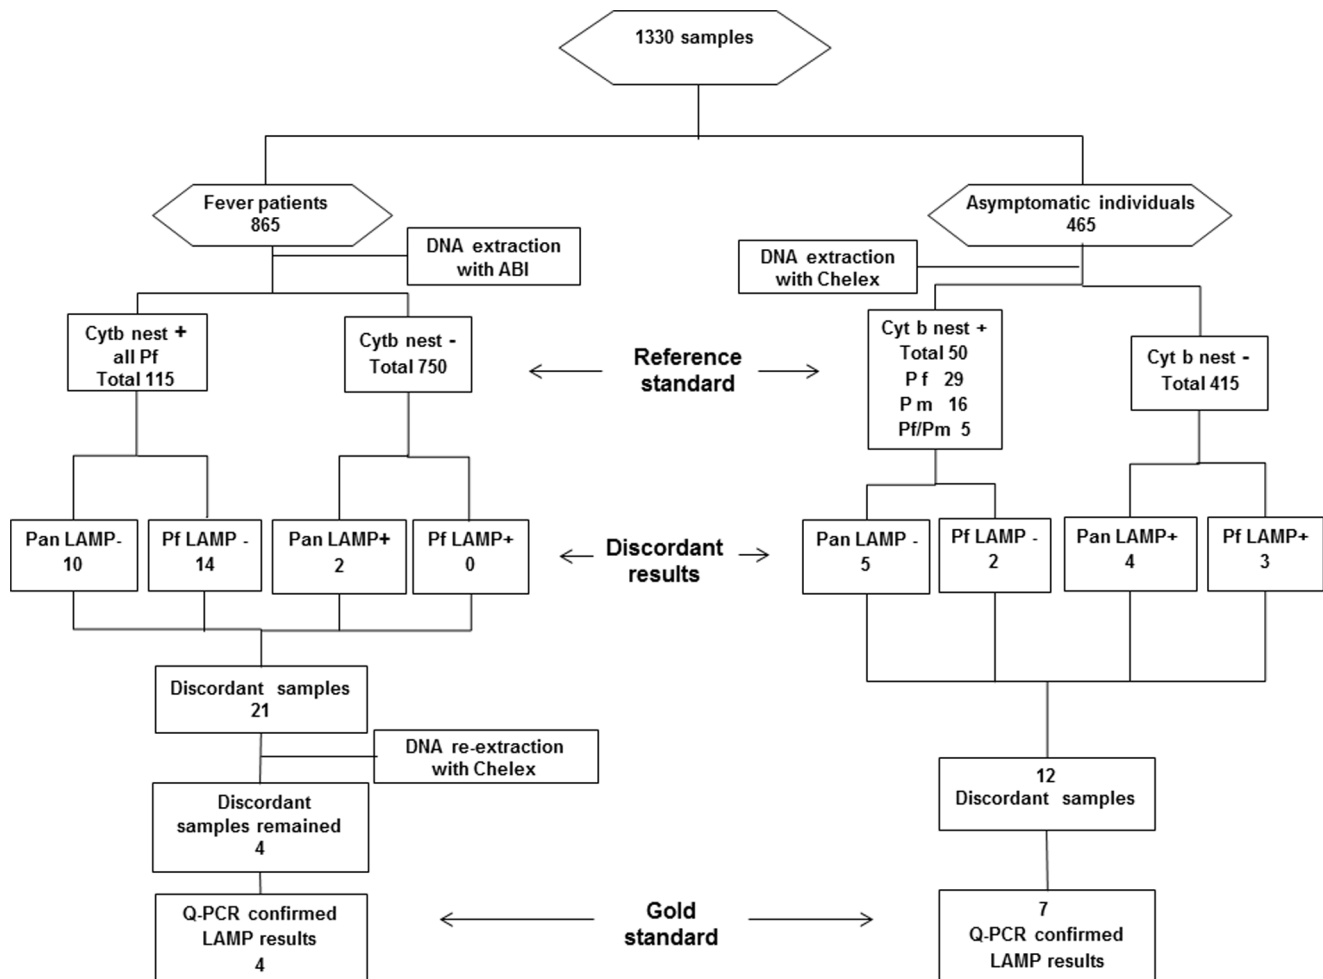 1330 samples
Fever patients
865
Asymptomatic individuals
465
DNA extraction
with ABI
DNA extraction
with Chelex
Cytb nest +
all Pf
Total 115
Cytb nest -
Total 750
Reference
standard
Cyt b nest +
Total 50
P f 29
P m 16
Pf/Pm 5
Cyt b nest -
Total 415
Pan LAMP-
10
Pf LAMP -
14
Pan LAMP+
2
Pf LAMP+
0
Discordant
results
Pan LAMP -
5
Pf LAMP -
2
Pan LAMP+
4
Pf LAMP+
3
Discordant samples
21
DNA re-extraction
with Chelex
12
Discordant samples
Discordant
samples remained
4
Q-PCR confirmed
LAMP results
4
Gold
standard
7
Q-PCR confirmed
LAMP results